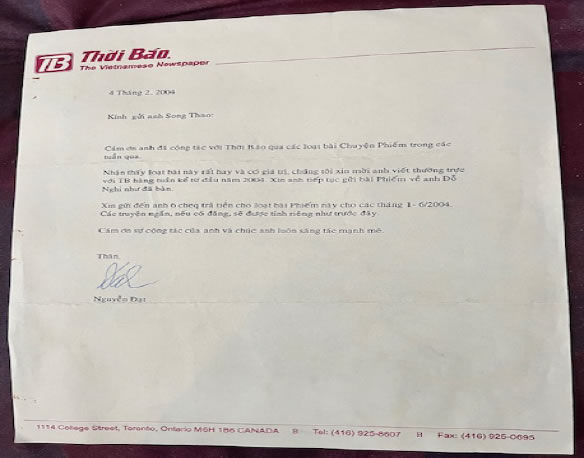 TB Thời Báo.
The Vietnamese Newspaper
4 Tháng 2, 2004
Kính gửi anh Song Thao:
Cám ơn anh đã cộng tác với Thời Báo qua các loạt bài Chuyện Phiếm trong các
tuần qua.
Nhận thấy loạt bài này rất hay và có giá trị, chúng tôi xin mời anh viết thường trực
với TB hàng tuần kể từ đầu năm 2004. Xin anh tiếp tục gửi bài Phiếm về anh Đỗ
Nghi như đã bàn.
Xin gửi đến anh 6 cheq trả tiền cho loạt bài Phiếm này cho các tháng 1- 6/2004.
Các truyện ngắn, nếu có đăng, sẽ được tính riêng như trước đây.
Cám ơn sự cộng tác của anh và chúc anh luôn sáng tác mạnh mẽ.
Thân,
Nguyễn Đạt
1114 College Street, Toronto, Ontario M6H 1B6 CANADA B Tel: (416) 925-8607 B Fax: (416) 925-0695